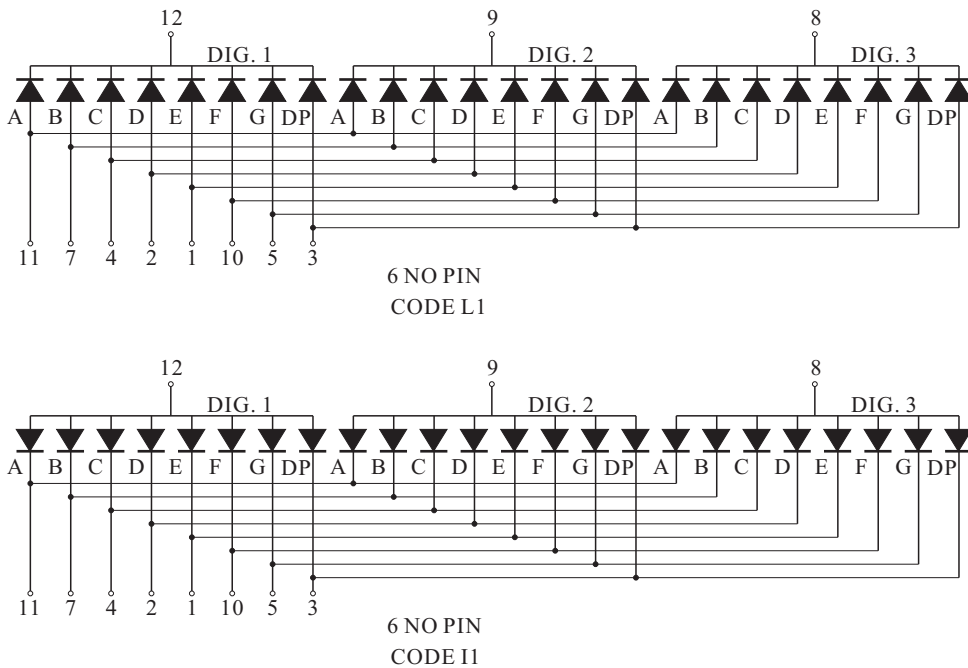 12 9 8
DIG. 1 DIG. 2 DIG. 3
A B C D E F G DP A B C D E F G DP A B C D E F G DP
11 7 4 2 1 10 5 3
6 NO PIN
CODE L1
12 9 8
DIG. 1 DIG. 2 DIG. 3
A B C D E F G DP A B C D E F G DP A B C D E F G DP
11 7 4 2 1 10 5 3
6 NO PIN
CODE I1